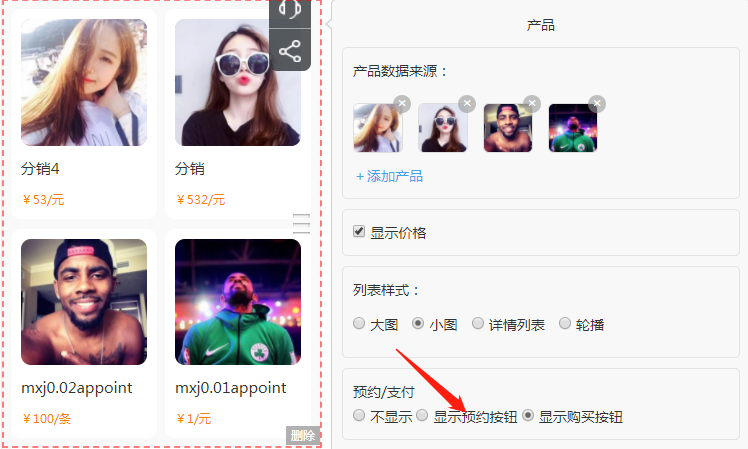 分销4
￥53/元
分销
￥532/元
mxj0.02appoint
￥100/条
mxj0.01appoint
￥1/元
删除
产品
产品数据来源：
＋添加产品
显示价格
列表样式：
大图 小图 详情列表 轮播
预约/支付
不显示 显示预约按钮 显示购买按钮